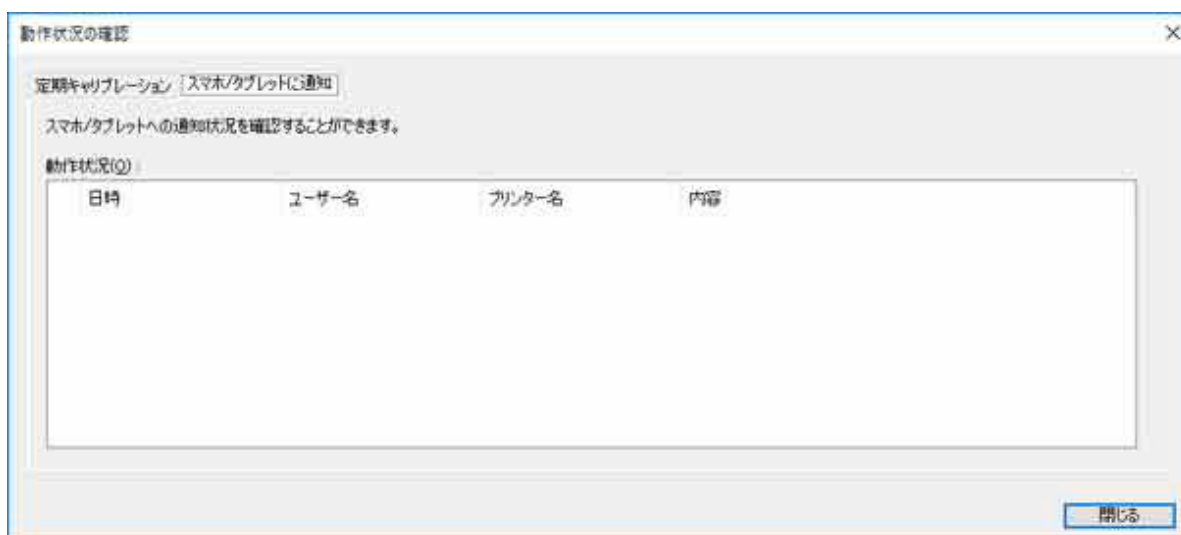 動作状況の確認
定期キャリブレーション スマホ/タブレットに通知
スマホ/タブレットへの通知状況を確認することができます。
動作状況(O) :
日時 ユーザー名 プリンター名 内容
閉じる